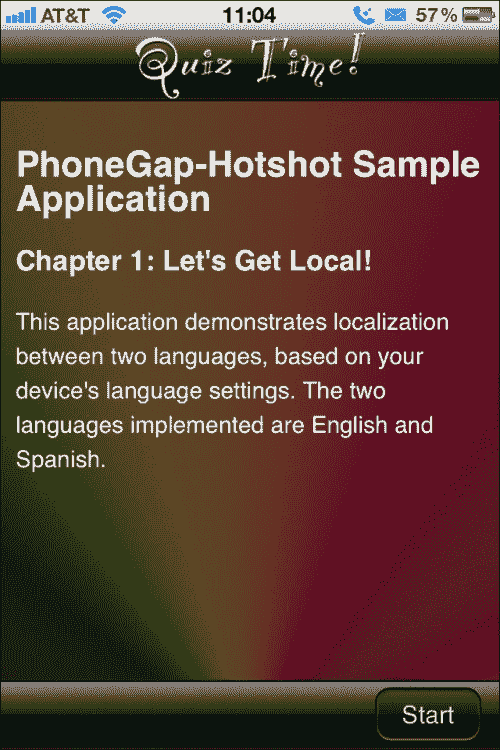 AT&T 11:04 57%
Quiz Time!
PhoneGap-Hotshot Sample
Application
Chapter 1: Let's Get Local!
This application demonstrates localization
between two languages, based on your
device's language settings. The two
languages implemented are English and
Spanish.
Start